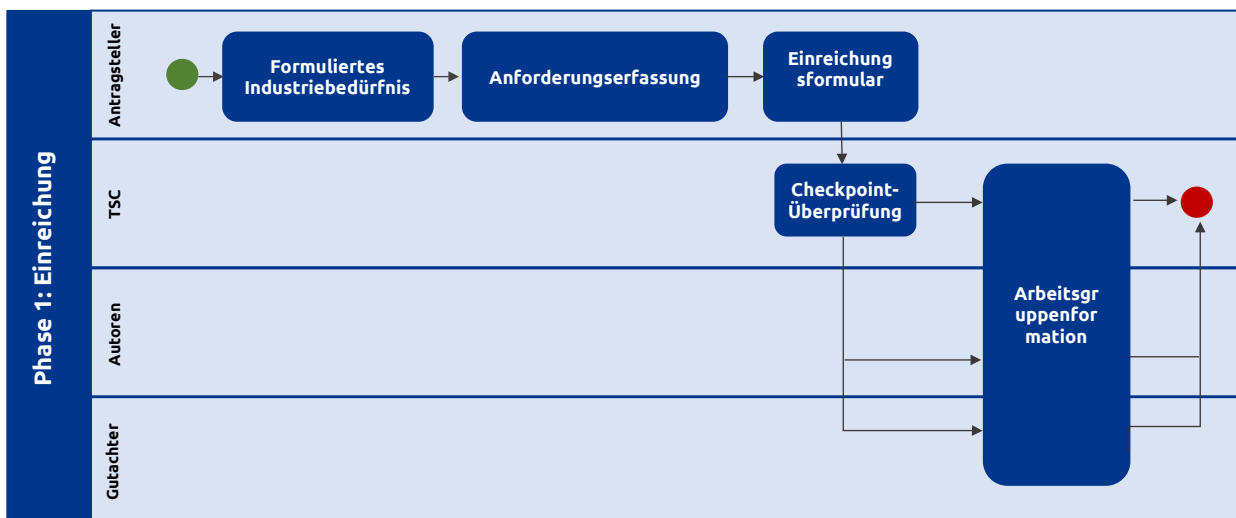 Phase 1: Einreichung
Antragsteller
Formuliertes
Industriebedürfnis
Anforderungserfassung
Einreichung
sformular
TSC
Checkpoint-
Überprüfung
Autoren
Arbeitsgr
uppenfor
mation
Gutachter